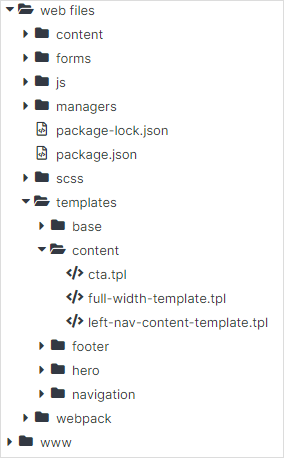 web files
content
forms
js
managers
package-lock.json
package.json
scss
templates
base
content
cta.tpl
full-width-template.tpl
left-nav-content-template.tpl
footer
hero
navigation
webpack
www